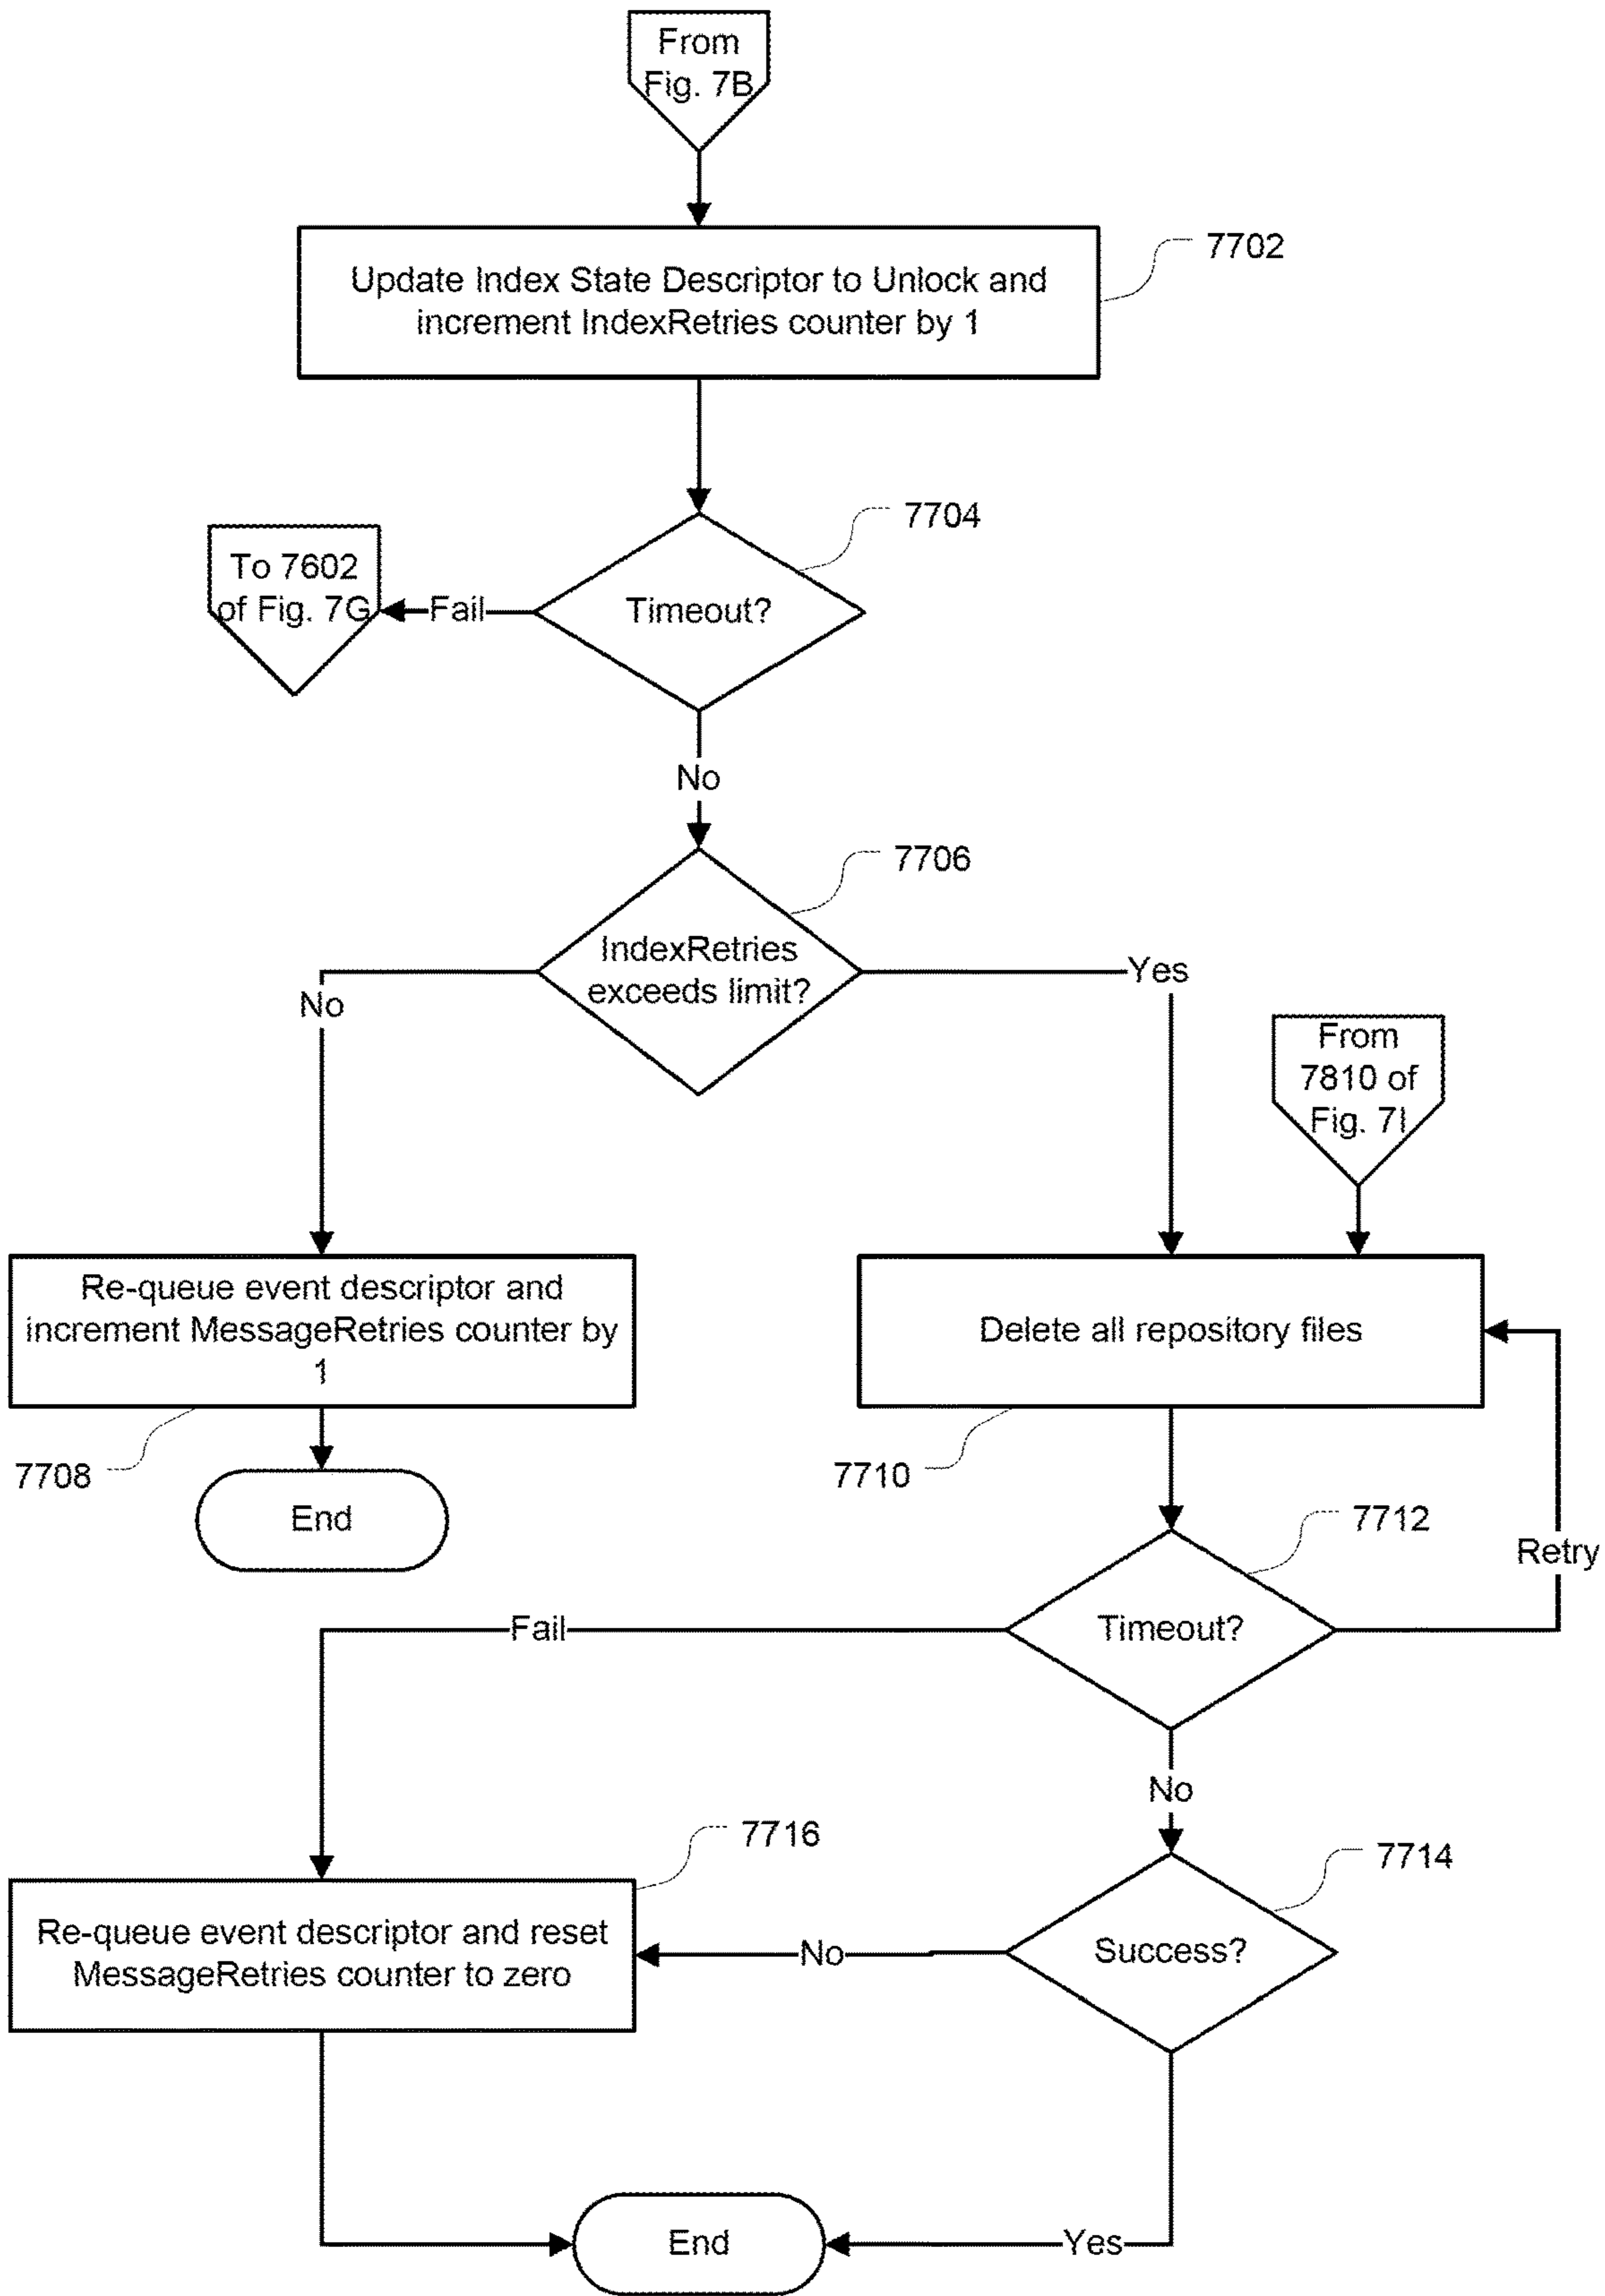 From
Fig. 7B
Update Index State Descriptor to Unlock and
increment IndexRetries counter by 1
7702
7704
To 7602
of Fig. 7G
Fail
Timeout?
No
7706
IndexRetries
exceeds limit?
No
Yes
From
7810 of
Fig. 7I
Re-queue event descriptor and
increment MessageRetries counter by
1
Delete all repository files
7708
7710
End
7712
Retry
Fail
Timeout?
No
7716
7714
Re-queue event descriptor and reset
MessageRetries counter to zero
No
Success?
End
Yes